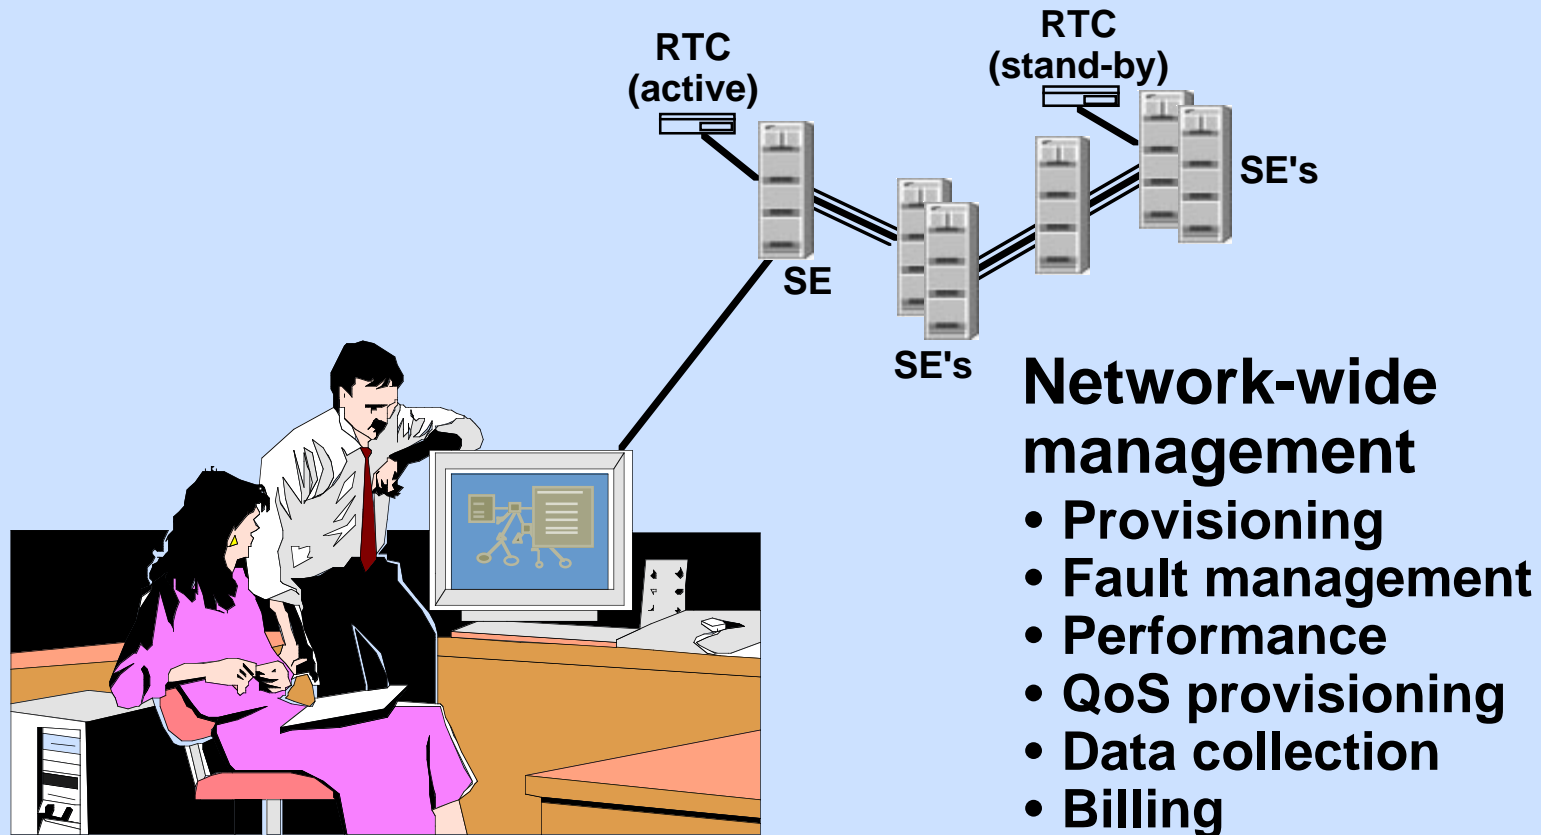 RTC
(active)
RTC
(stand-by)
SE's
SE
SE's
Network-wide
management
• Provisioning
• Fault management
• Performance
• QoS provisioning
• Data collection
• Billing